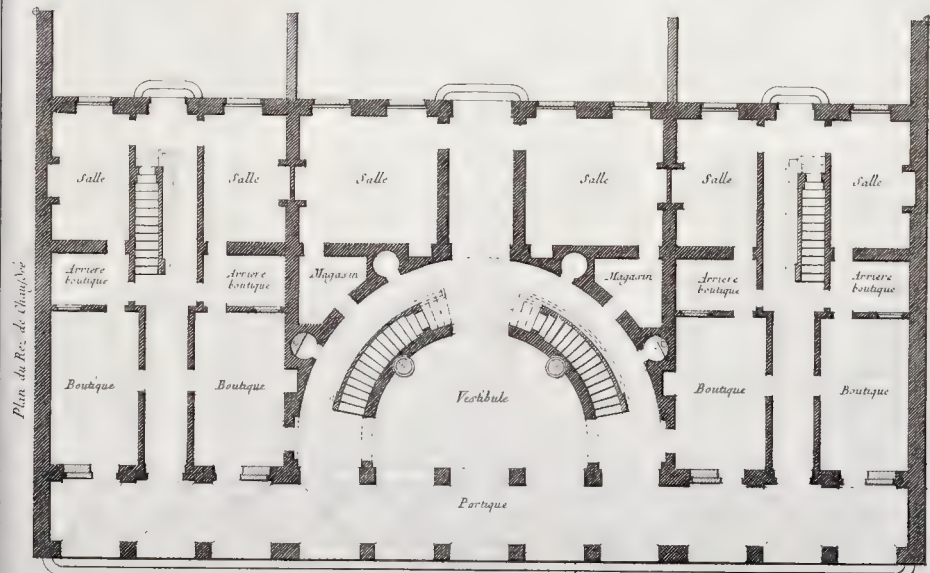 Plan du Rez de Chaussée
Salle
Salle
Salle
Salle
Salle
Salle
Arriere
boutique
Arriere
boutique
Magasin
Magasin
Arriere
boutique
Arriere
boutique
Boutique
Boutique
Vestibule
Boutique
Boutique
Portique